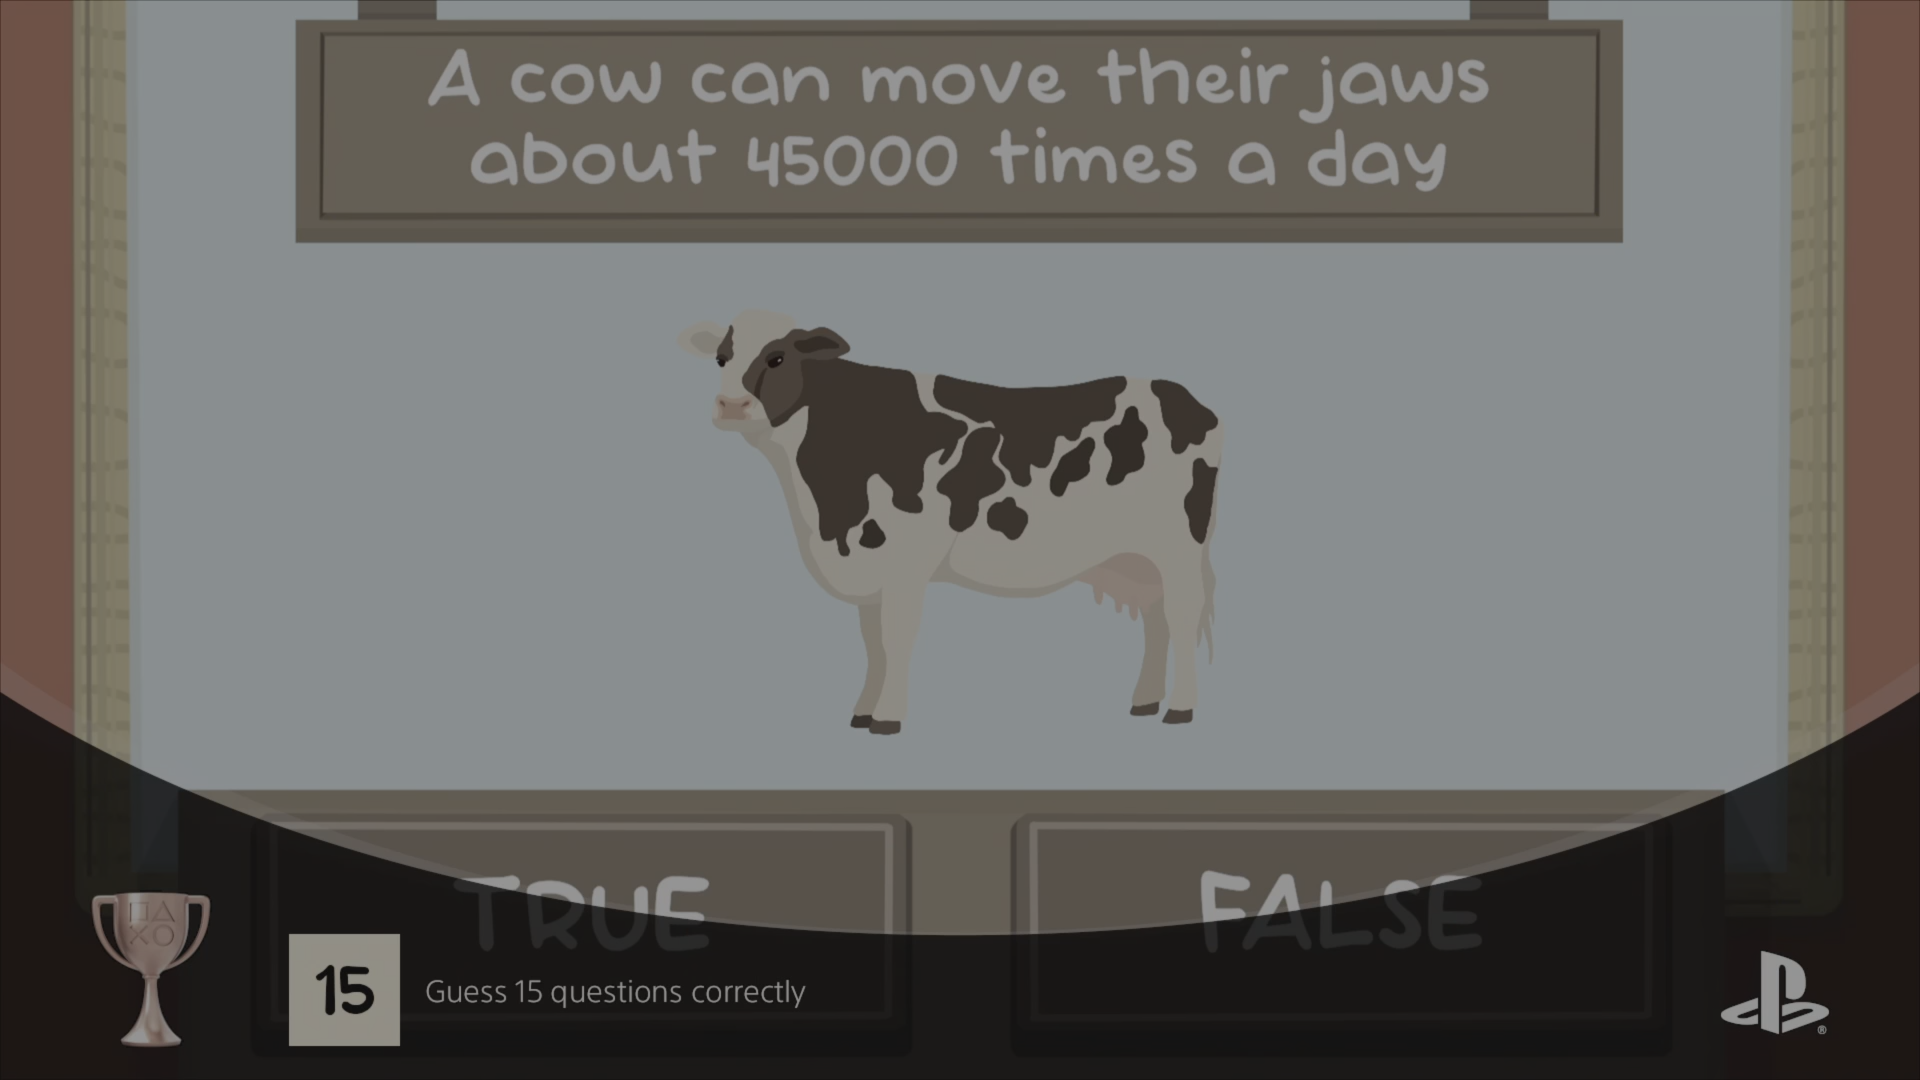 A cow can move their jaws
about 45000 times a day
TRUE
FALSE
15
Guess 15 questions correctly